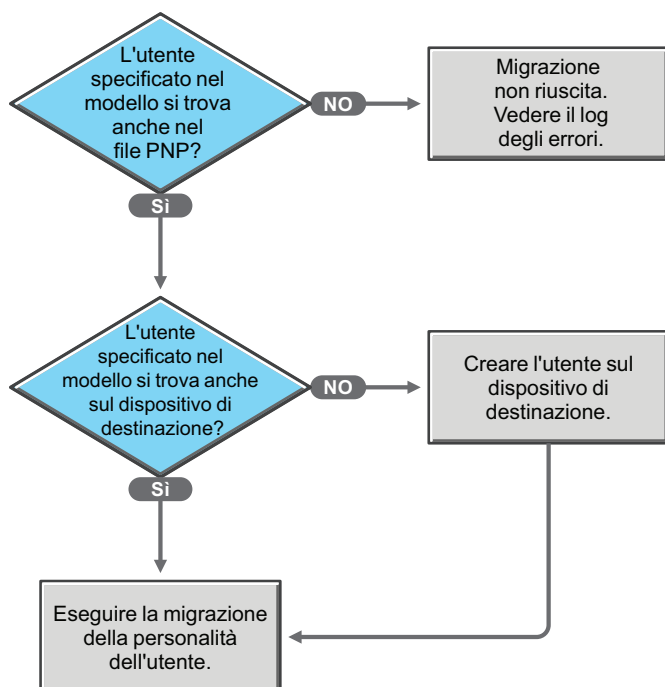 L'utente
specificato nel
modello si trova
anche nel
file PNP?
NO
Migrazione
non riuscita.
Vedere il log
degli errori.
Sì
L'utente
specificato nel
modello si trova anche
sul dispositivo di
destinazione?
NO
Creare l'utente sul
dispositivo di
destinazione.
Sì
Eseguire la migrazione
della personalità
dell'utente.